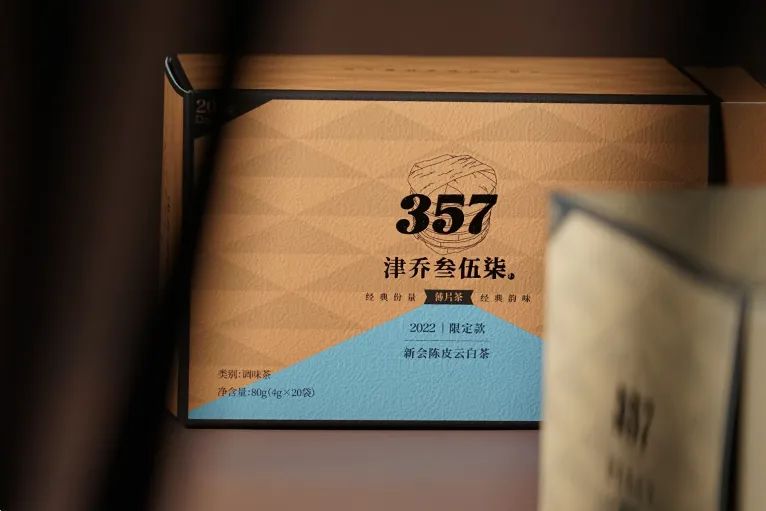 20
357
津乔叁伍柒
经典份量 薄片茶 经典韵味
2022 | 限定款
新会陈皮云白茶
类别:调味茶
净含量:80g(4g×20袋)
357